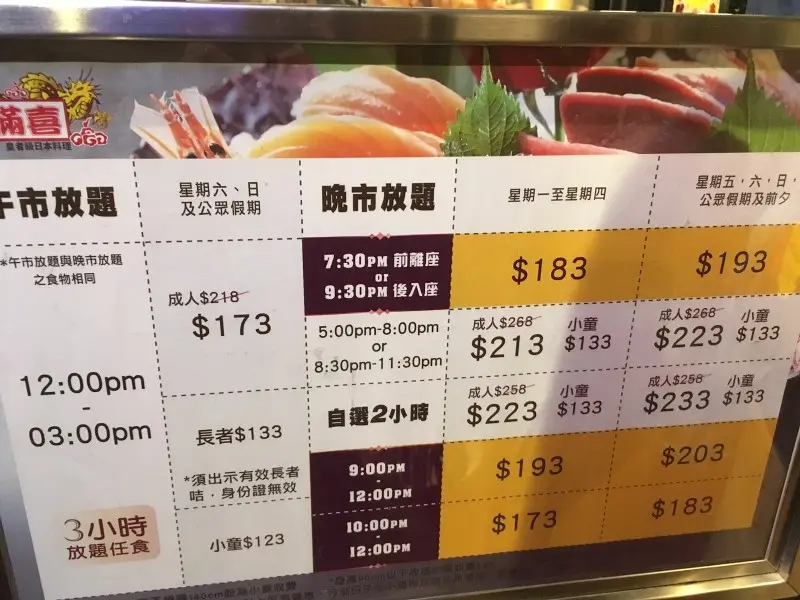 滿喜
皇者級日本料理
午市放題
星期六、日
及公眾假期
晚市放題
星期一至星期四
星期五，六，日，
公眾假期及前夕
*午市放題與晚市放題
之食物相同
12:00pm
-
03:00pm
3小時
放題任食
成人$218
$173
長者$133
*須出示有效長者
咭，身份證無效
小童$123
7:30PM 前離座
or
9:30PM 後入座
$183
$193
5:00pm-8:00pm
or
8:30pm-11:30pm
成人$268 小童
$213 $133
成人$268 小童
$223 $133
自選2小時
成人$258 小童
$223 $133
成人$258 小童
$233 $133
9:00PM
-
12:00PM
$193
$203
10:00PM
-
12:00PM
$173
$183